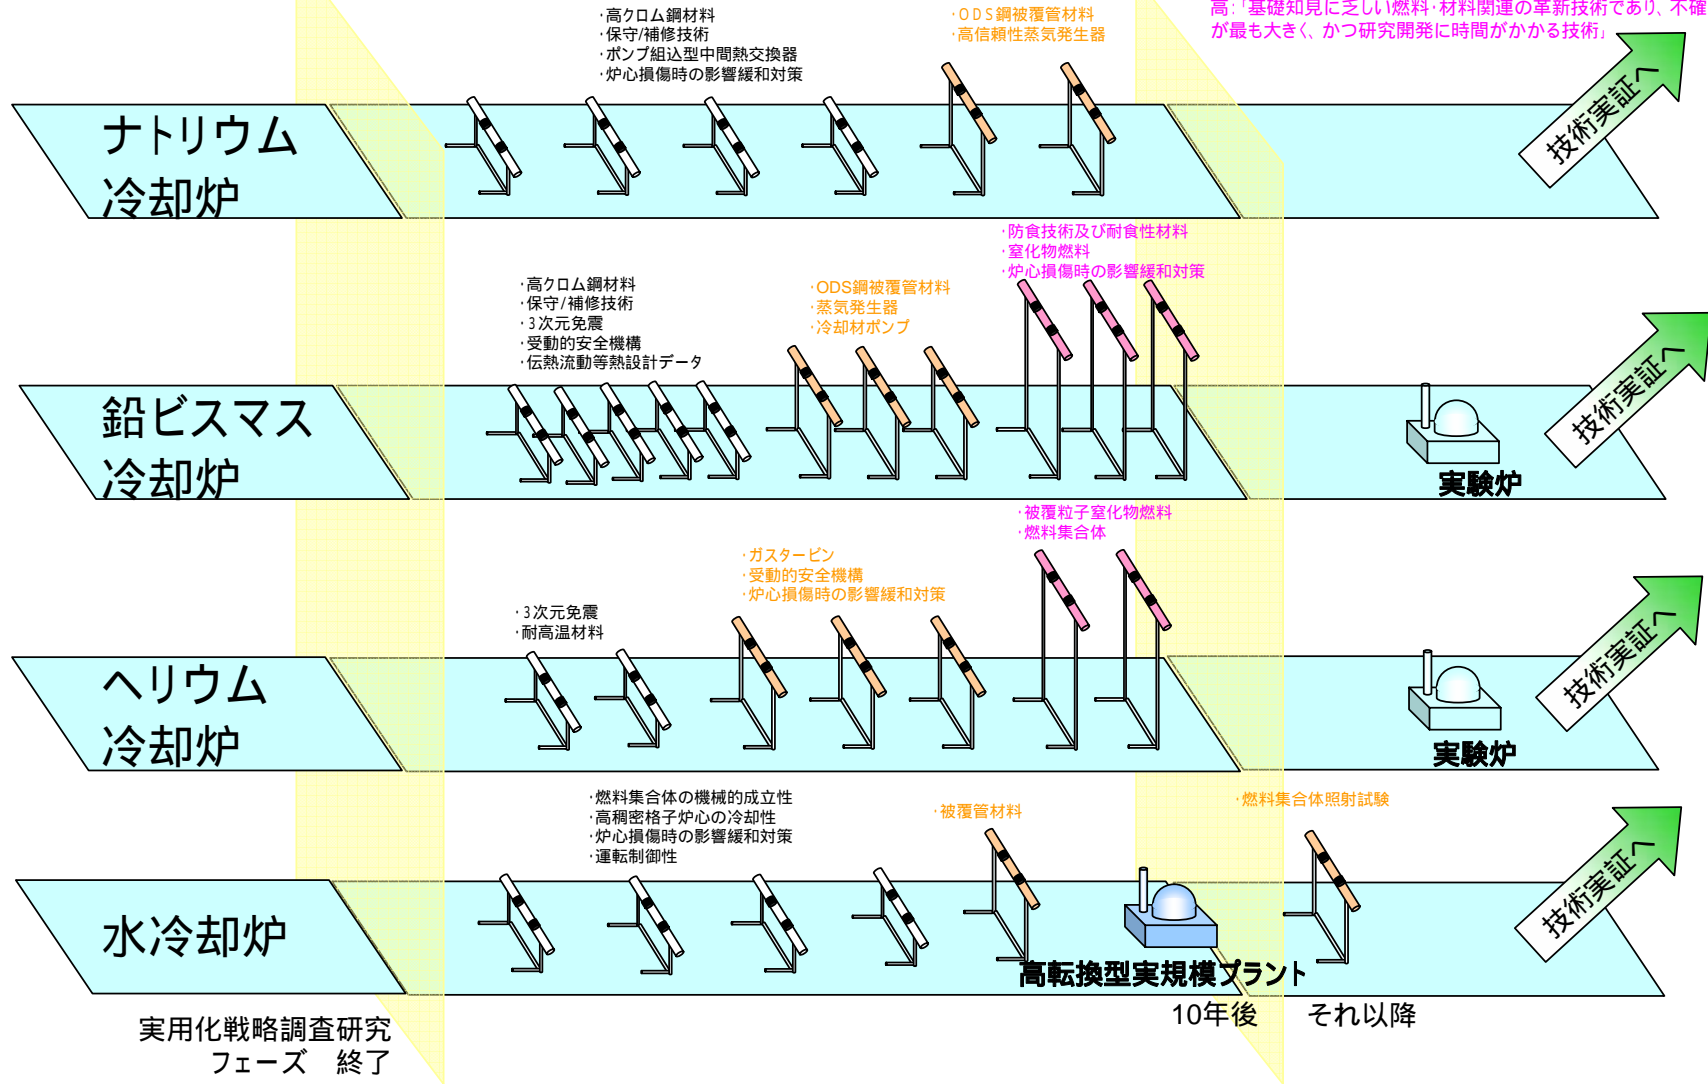 高:「基礎知見に乏しい燃料・材料関連の革新技術であり、不確
が最も大きく、かつ研究開発に時間がかかる技術」
・高クロム鋼材料
・保守/補修技術
・ポンプ組込型中間熱交換器
・炉心損傷時の影響緩和対策
・ODS鋼被覆管材料
・高信頼性蒸気発生器
ナトリウム
冷却炉
技術実証へ
・高クロム鋼材料
・保守/補修技術
・3次元免震
・受動的安全機構
・伝熱流動等熱設計データ
・ODS鋼被覆管材料
・蒸気発生器
・冷却材ポンプ
・防食技術及び耐食性材料
・窒化物燃料
・炉心損傷時の影響緩和対策
鉛ビスマス
冷却炉
実験炉
技術実証へ
・3次元免震
・耐高温材料
・ガスタービン
・受動的安全機構
・炉心損傷時の影響緩和対策
・被覆粒子窒化物燃料
・燃料集合体
ヘリウム
冷却炉
実験炉
技術実証へ
・燃料集合体の機械的成立性
・高稠密格子炉心の冷却性
・炉心損傷時の影響緩和対策
・運転制御性
・被覆管材料
・燃料集合体照射試験
水冷却炉
高転換型実規模プラント
技術実証へ
実用化戦略調査研究
フェーズ 終了
10年後
それ以降